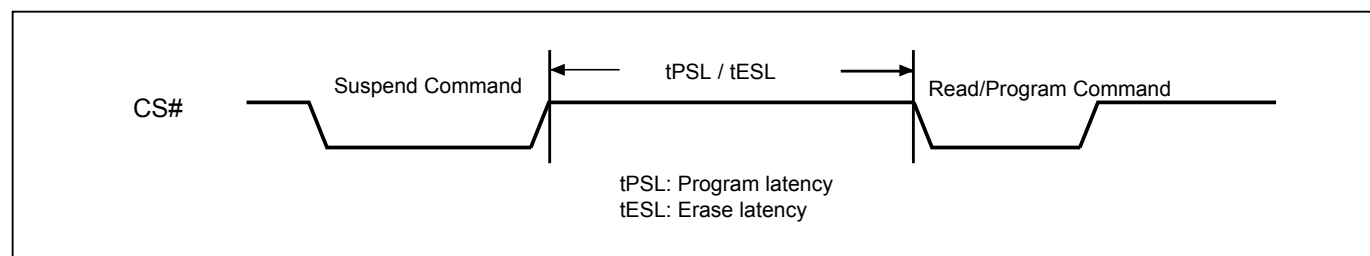 tPSL / tESL
Suspend Command
Read/Program Command
CS#
tPSL: Program latency
tESL: Erase latency